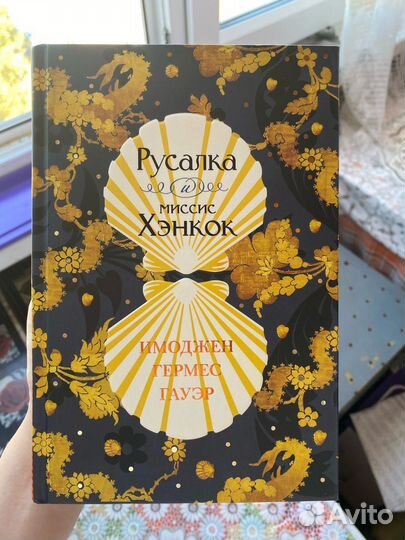 Русалка
и
миссис
Хэнкок
ИМОДЖЕН
ГЕРМЕС
ГАУЭР
Avito